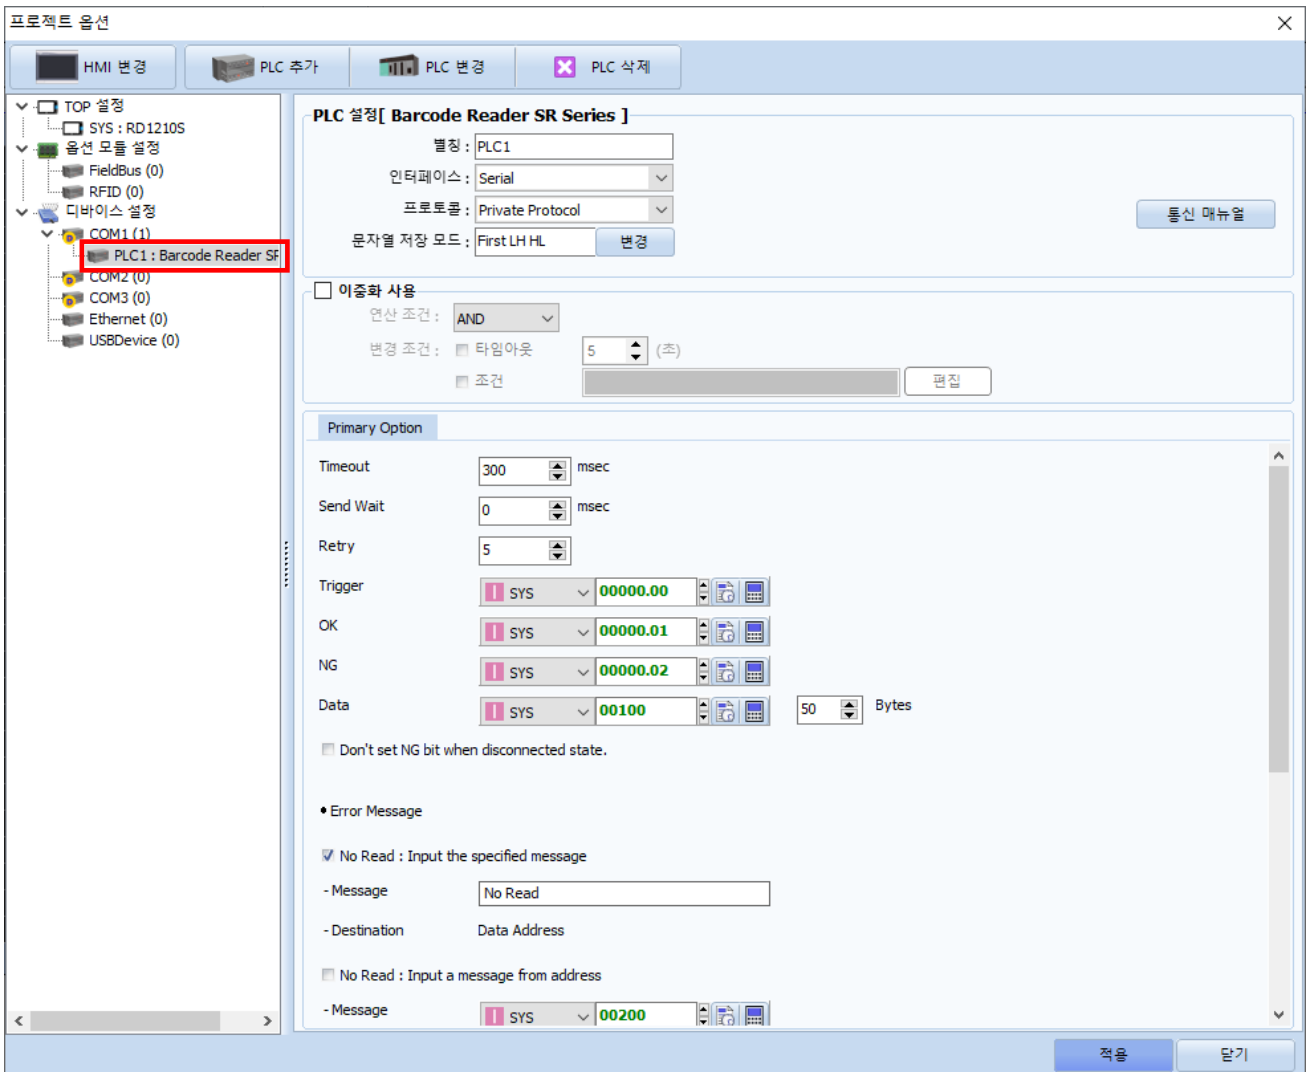 프로젝트 옵션
HMI 변경
PLC 추가
PLC 변경
PLC 삭제
TOP 설정
SYS : RD1210S
옵션 모듈 설정
FieldBus (0)
RFID (0)
디바이스 설정
COM1 (1)
PLC1 : Barcode Reader SR
COM2 (0)
COM3 (0)
Ethernet (0)
USBDevice (0)
PLC 설정[ Barcode Reader SR Series ]
별칭 : PLC1
인터페이스 : Serial
프로토콜 : Private Protocol
통신 매뉴얼
문자열 저장 모드 : First LH HL 변경
이중화 사용
연산 조건 : AND
변경 조건 : 타임아웃 5 (초)
조건 편집
Primary Option
Timeout 300 msec
Send Wait 0 msec
Retry 5
Trigger SYS 00000.00
OK SYS 00000.01
NG SYS 00000.02
Data SYS 00100 50 Bytes
Don't set NG bit when disconnected state.
• Error Message
No Read : Input the specified message
- Message No Read
- Destination Data Address
No Read : Input a message from address
- Message SYS 00200
적용
닫기